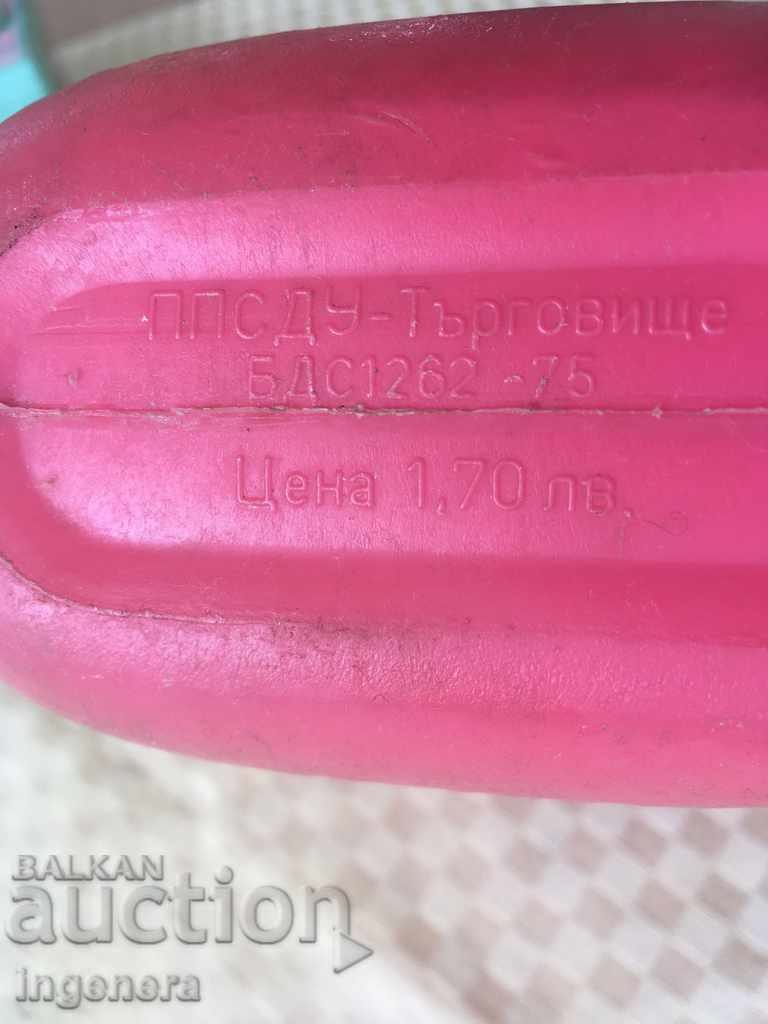 ППСДУ-Търговище
БДС1262-75
Цена 1,70 лв.
BALKAN
auction
ingenera